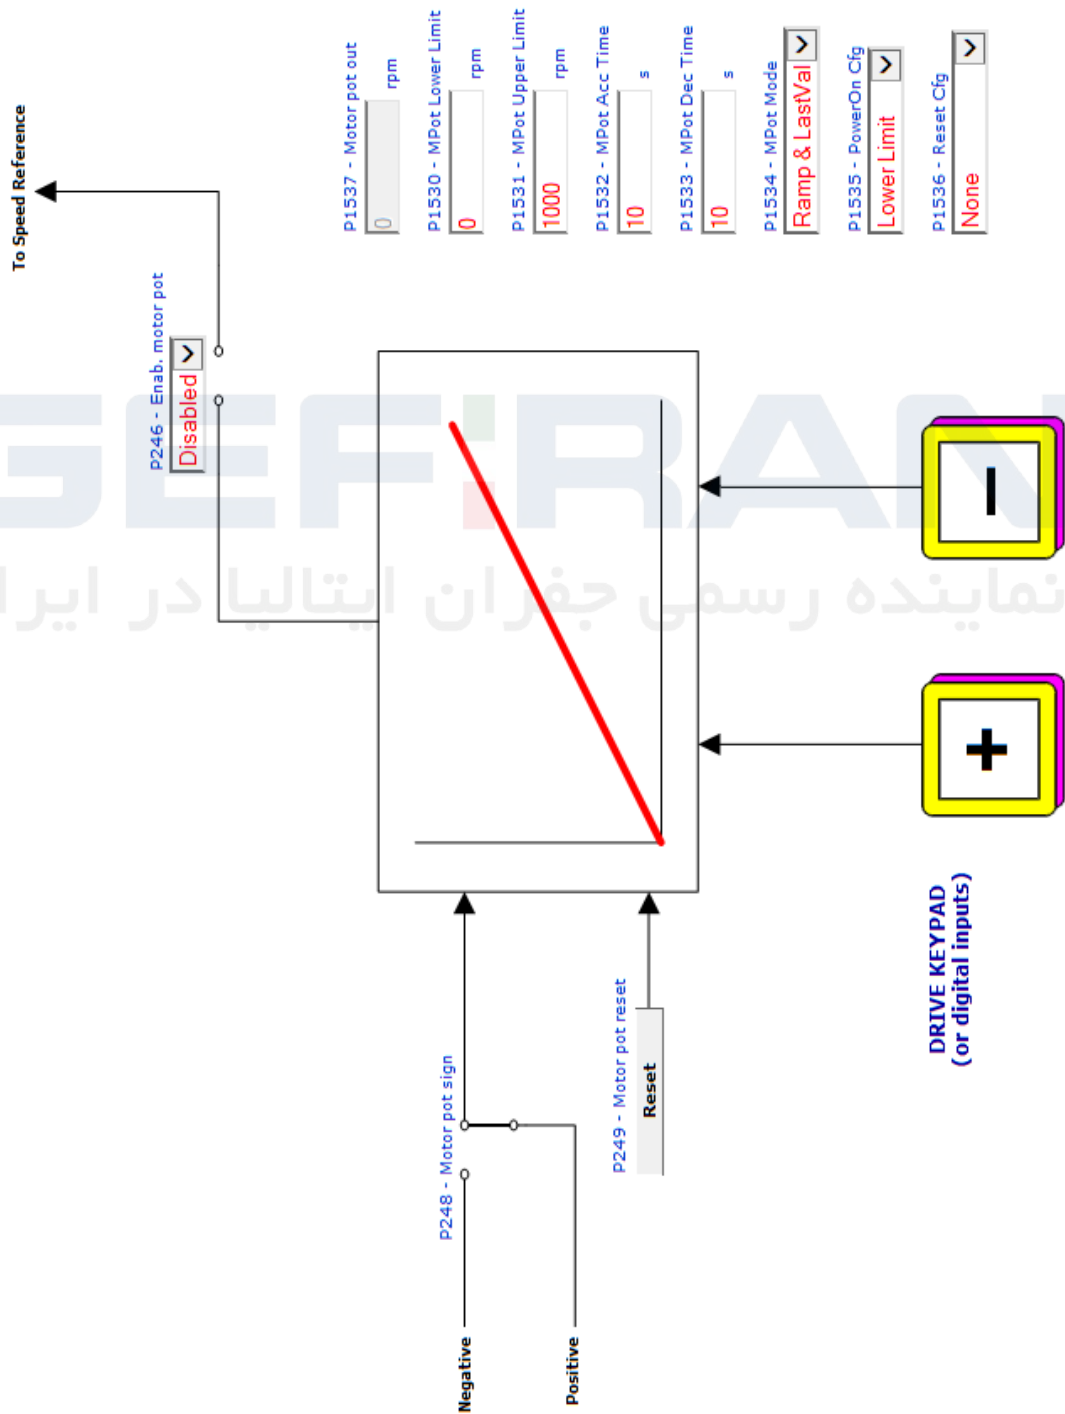 To Speed Reference
P246 - Enab. motor pot
Disabled
P1537 - Motor pot out
0
rpm
P1530 - MPot Lower Limit
0
rpm
P1531 - MPot Upper Limit
1000
rpm
P1532 - MPot Acc Time
10
s
P1533 - MPot Dec Time
10
s
P1534 - MPot Mode
Ramp & LastVal
P1535 - PowerOn Cfg
Lower Limit
P1536 - Reset Cfg
None
P248 - Motor pot sign
Negative
Positive
P249 - Motor pot reset
Reset
DRIVE KEYPAD
(or digital inputs)
+
−
GEFRAN
نماینده رسمی جفران ایتالیا در